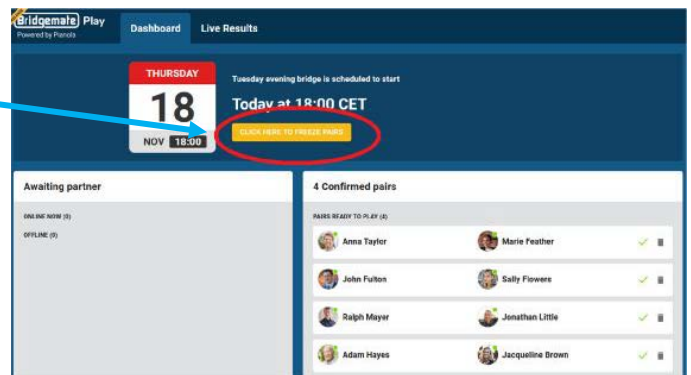 Bridgemate Play
Powered by Pianola
Dashboard Live Results
THURSDAY
18
NOV 18:00
Tuesday evening bridge is scheduled to start
Today at 18:00 CET
CLICK HERE TO FREEZE PAIRS
Awaiting partner
ONLINE NOW (0)
OFFLINE (0)
4 Confirmed pairs
PAIRS READY TO PLAY (4)
Anna Taylor Marie Feather
John Fulton Sally Flowers
Ralph Mayer Jonathan Little
Adam Hayes Jacqueline Brown